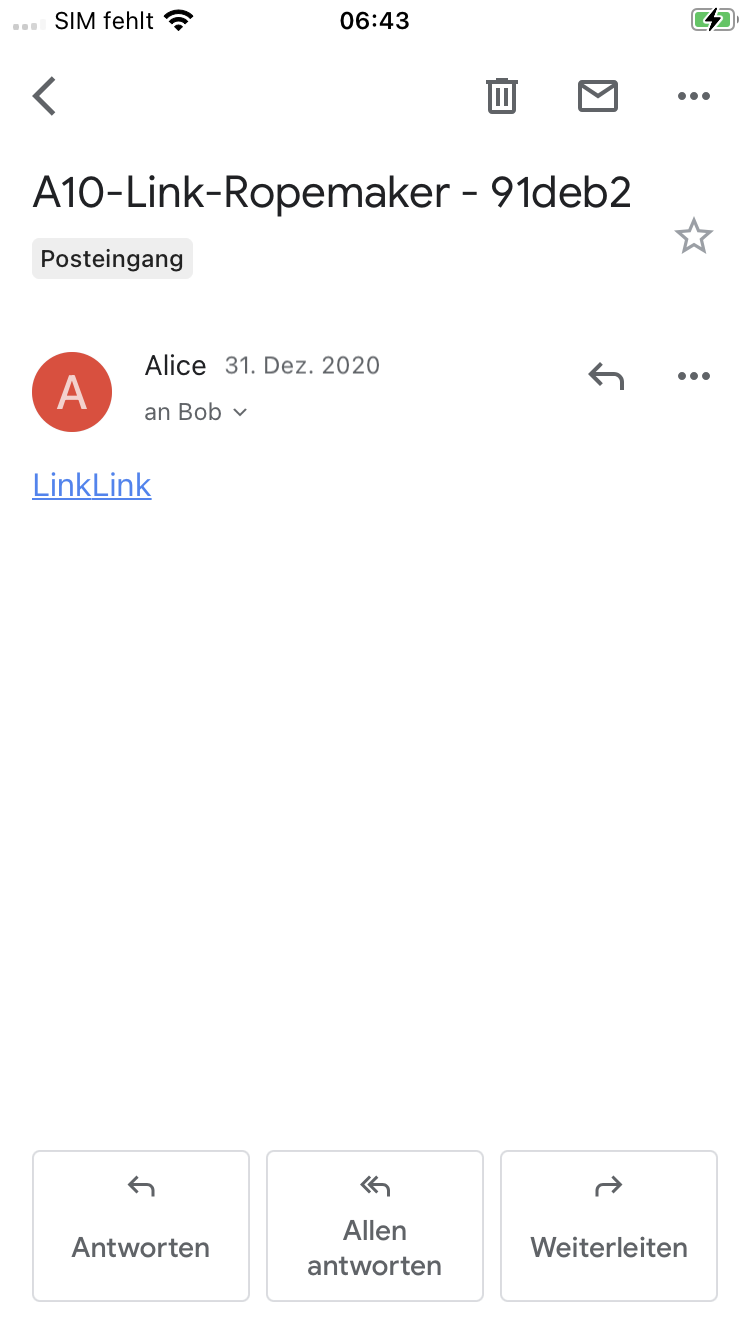 SIM fehlt 06:43
A10-Link-Ropemaker - 91deb2
Posteingang
A
Alice 31. Dez. 2020
an Bob
LinkLink
Antworten
Allen
antworten
Weiterleiten